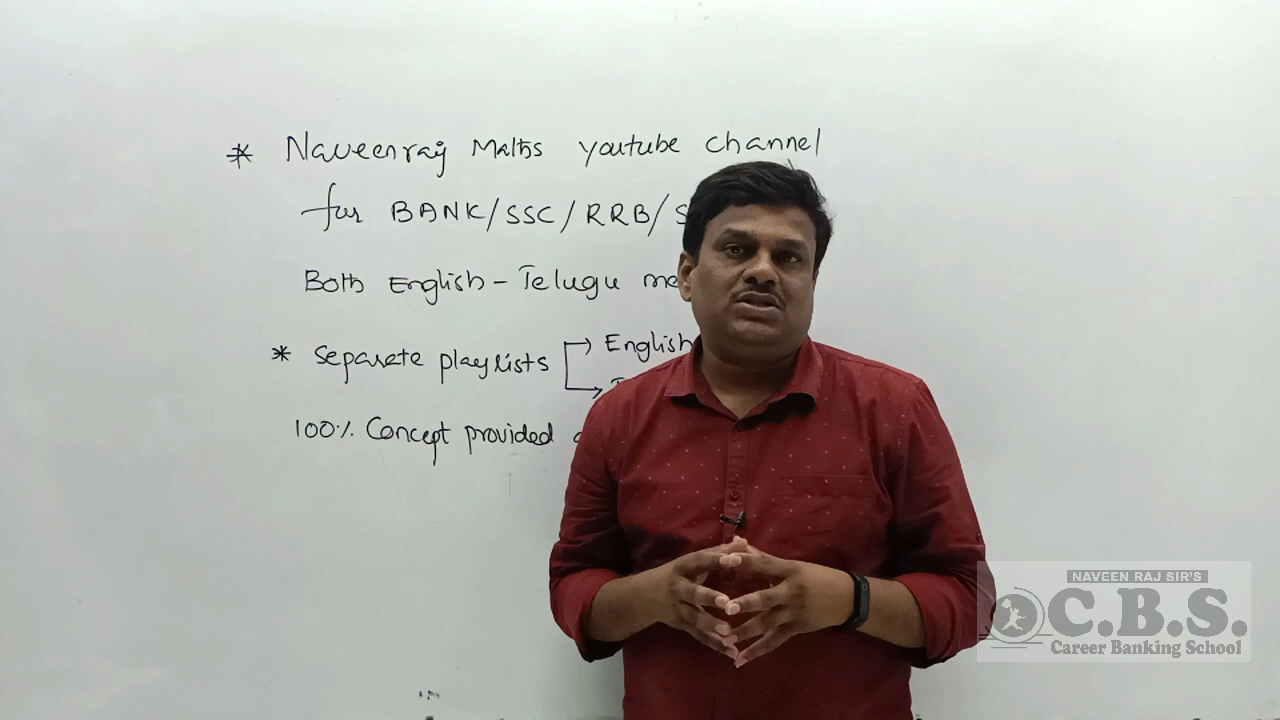 * Naveenraj Maths youtube channel
for BANK/SSC/RRB/S
Both English - Telugu me
* Separate playlists → English
100% Concept provided
NAVEEN RAJ SIR'S
C.B.S.
Career Banking School